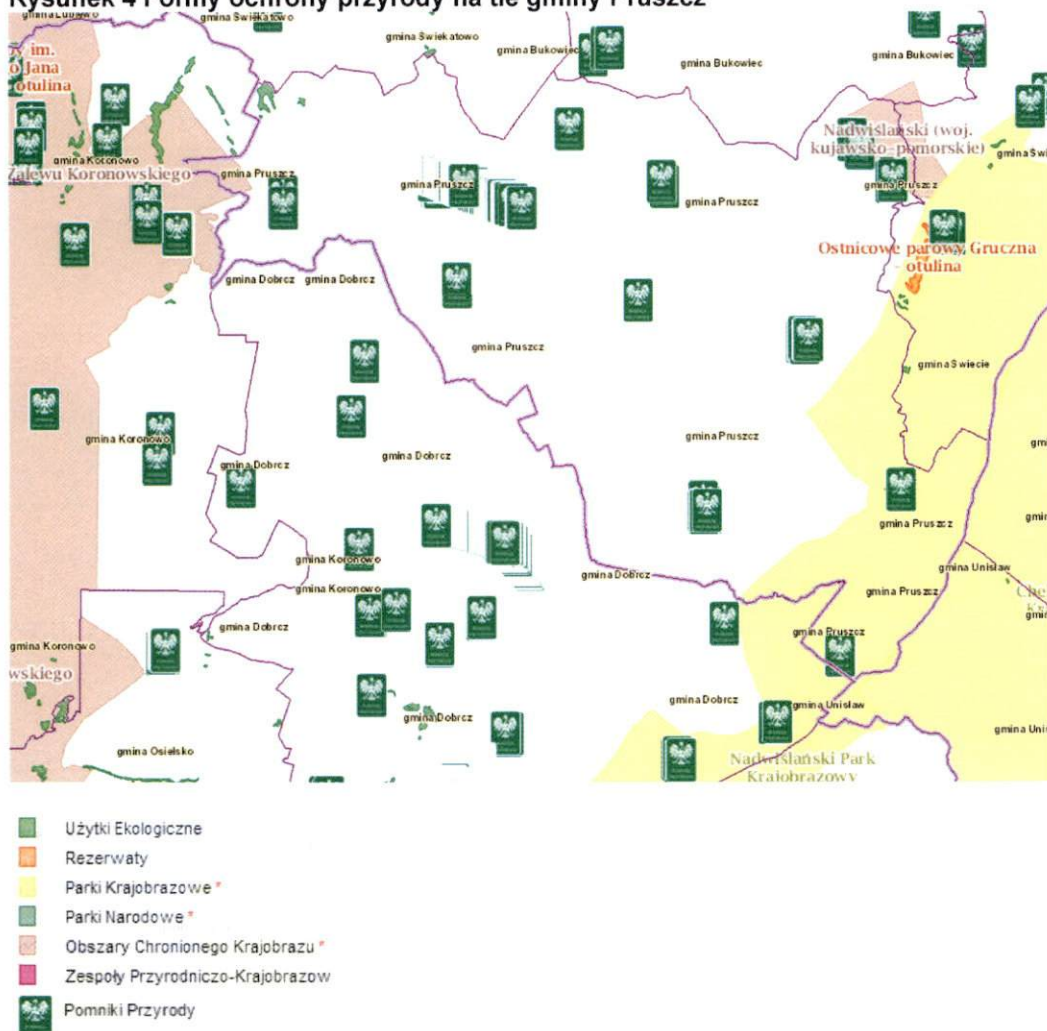 Rysunek 4 Formy ochrony przyrody na tle gminy Pruszcz
gmina Świekatowo
gmina Świekatowo
gmina Bukowiec
gmina Bukowiec
gmina Bukowiec
im.
o Jana
otulina
Nadwiślański (woj.
kujawsko-pomorskie)
gmina Koronowo
Zalewu Koronowskiego
gmina Pruszcz
gmina Pruszcz
gmina Pruszcz
gmina Pruszcz
Ostnicowe parowy Gruczna
- otulina
gmina Dobrcz
gmina Dobrcz
gmina Pruszcz
gmina Świecie
gmina Koronowo
gmina Dobrcz
gmina Dobrcz
gmina Pruszcz
gmina Pruszcz
gmina Koronowo
gmina Dobrcz
gmina Unisław
gmina Koronowo
gmina Pruszcz
gmina Dobrcz
gmina Pruszcz
gmina Koronowo
wskiego
gmina Dobrcz
gmina Dobrcz
gmina Unisław
gmina Osielsko
Nadwiślański Park
Krajobrazowy
Użytki Ekologiczne
Rezerwaty
Parki Krajobrazowe *
Parki Narodowe *
Obszary Chronionego Krajobrazu *
Zespoły Przyrodniczo-Krajobrazow
Pomniki Przyrody